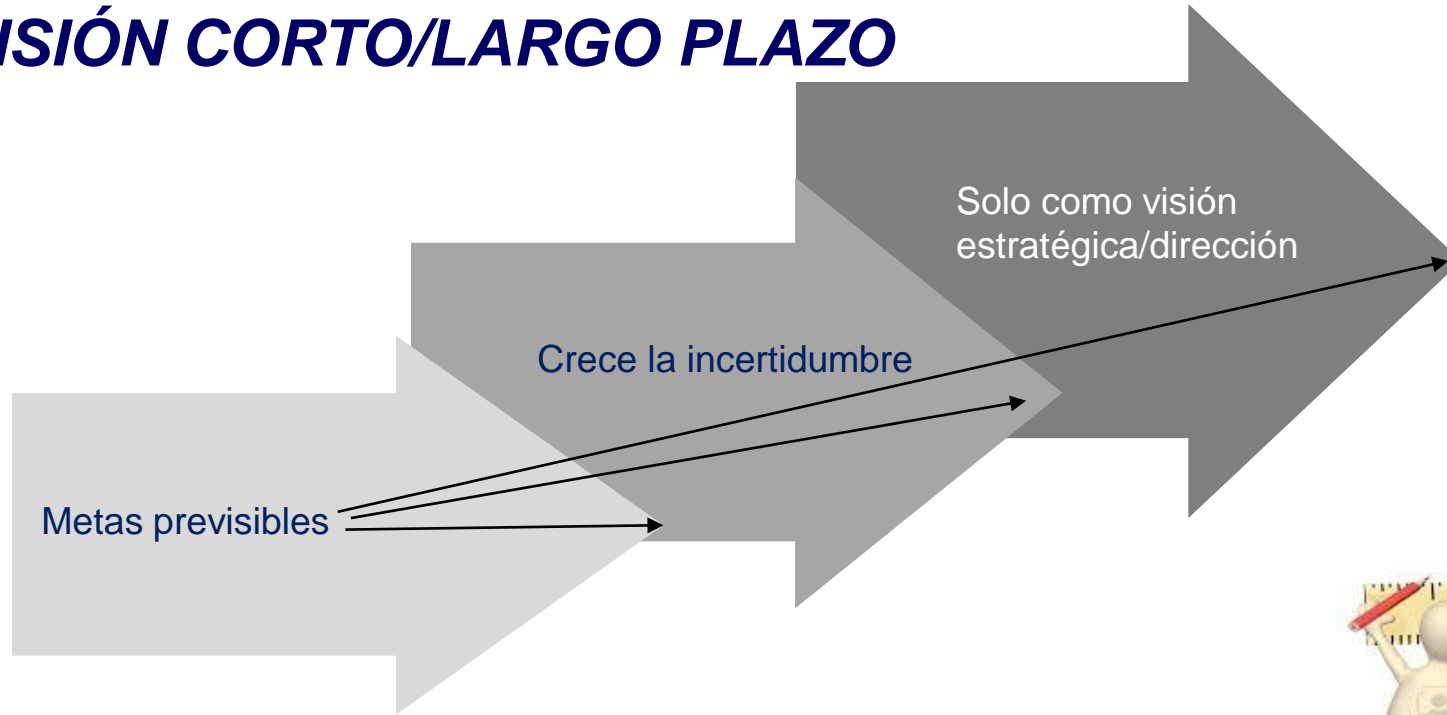 ISIÓN CORTO/LARGO PLAZO
Solo como visión
estratégica/dirección
Crece la incertidumbre
Metas previsibles